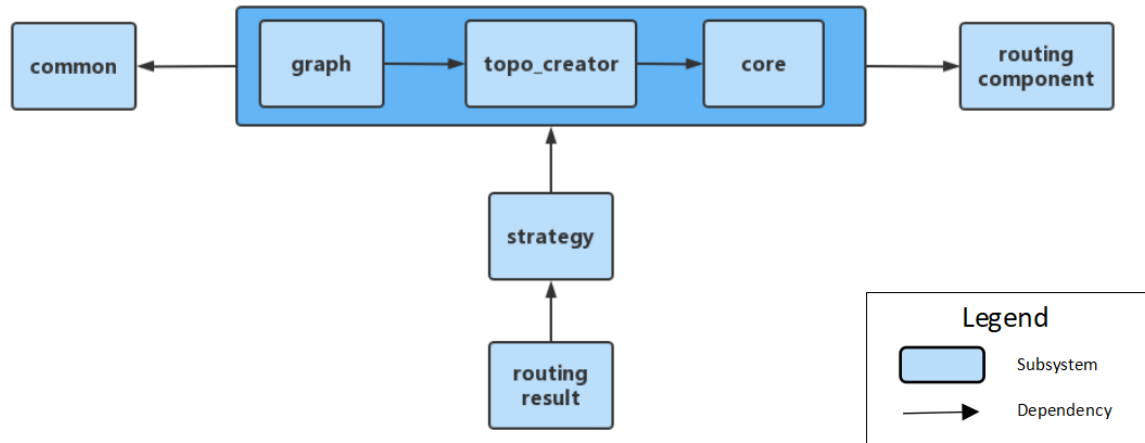 common
graph
topo_creator
core
routing
component
strategy
routing
result
Legend
Subsystem
Dependency